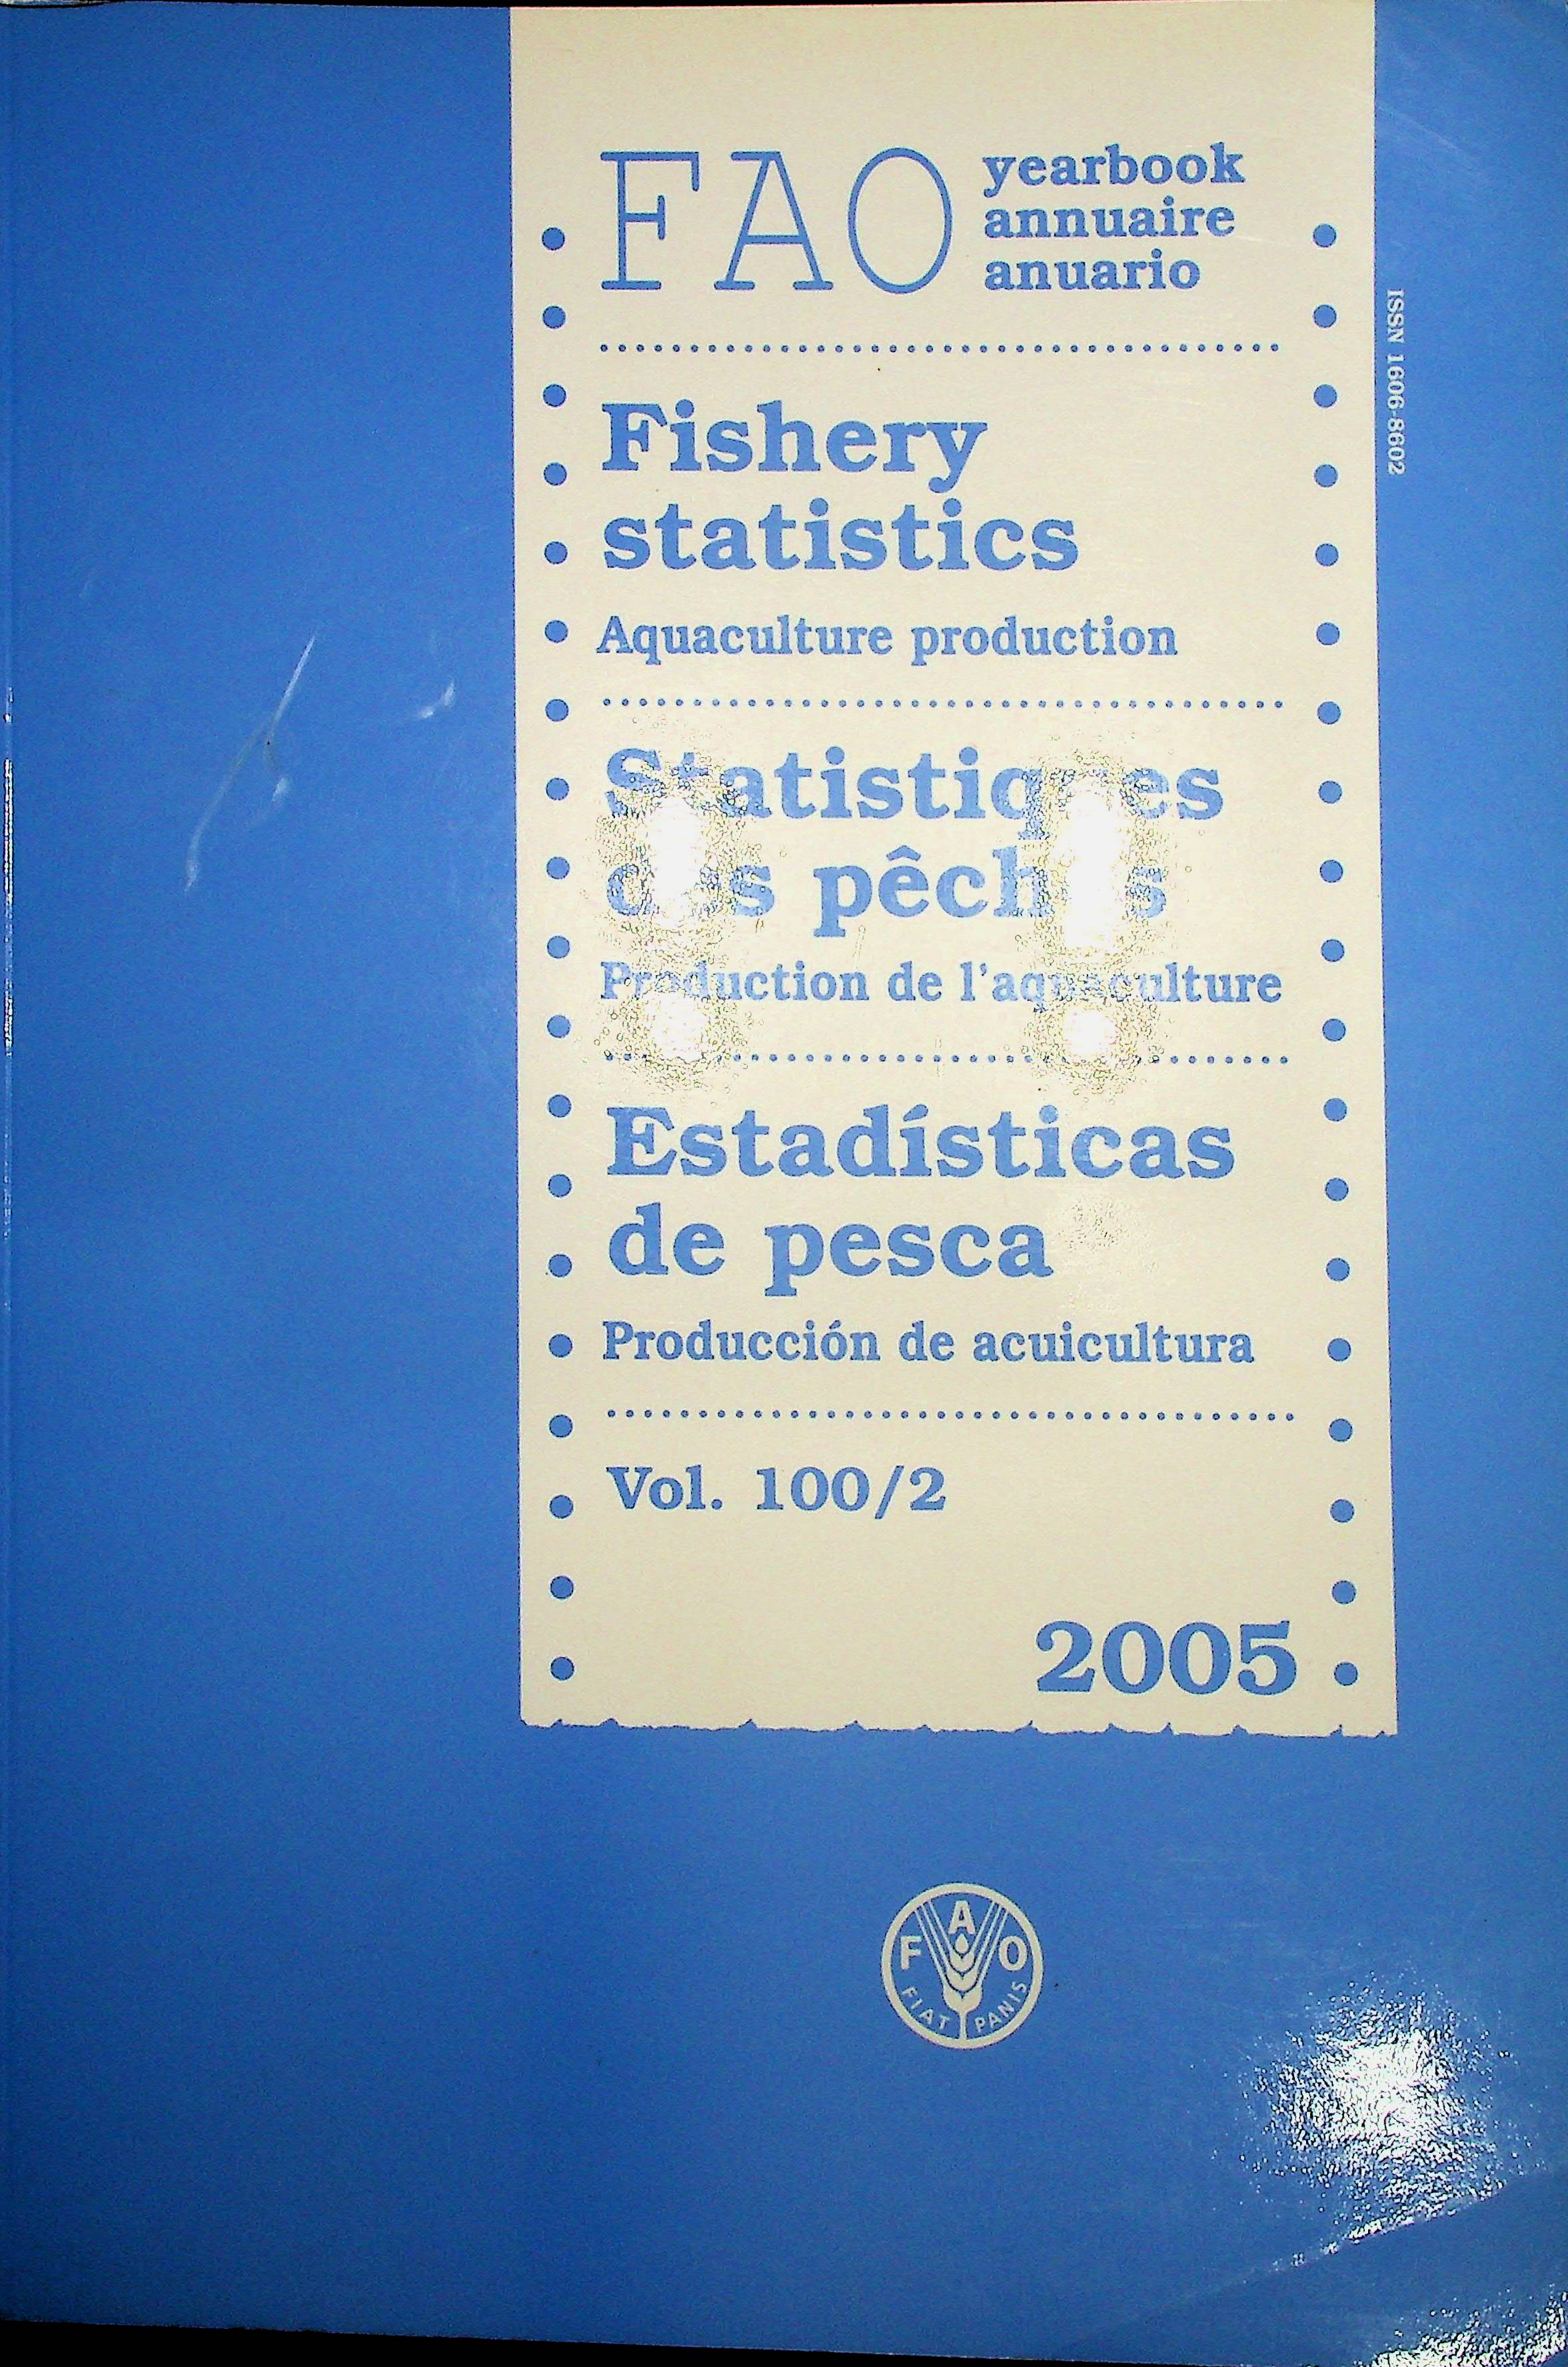 FAO
yearbook
annuaire
anuario
ISSN 1606-8602
Fishery
statistics
Aquaculture production
Statistiques
des pêches
Production de l'aquaculture
Estadísticas
de pesca
Producción de acuicultura
Vol. 100/2
2005
F A O
FIAT PANIS